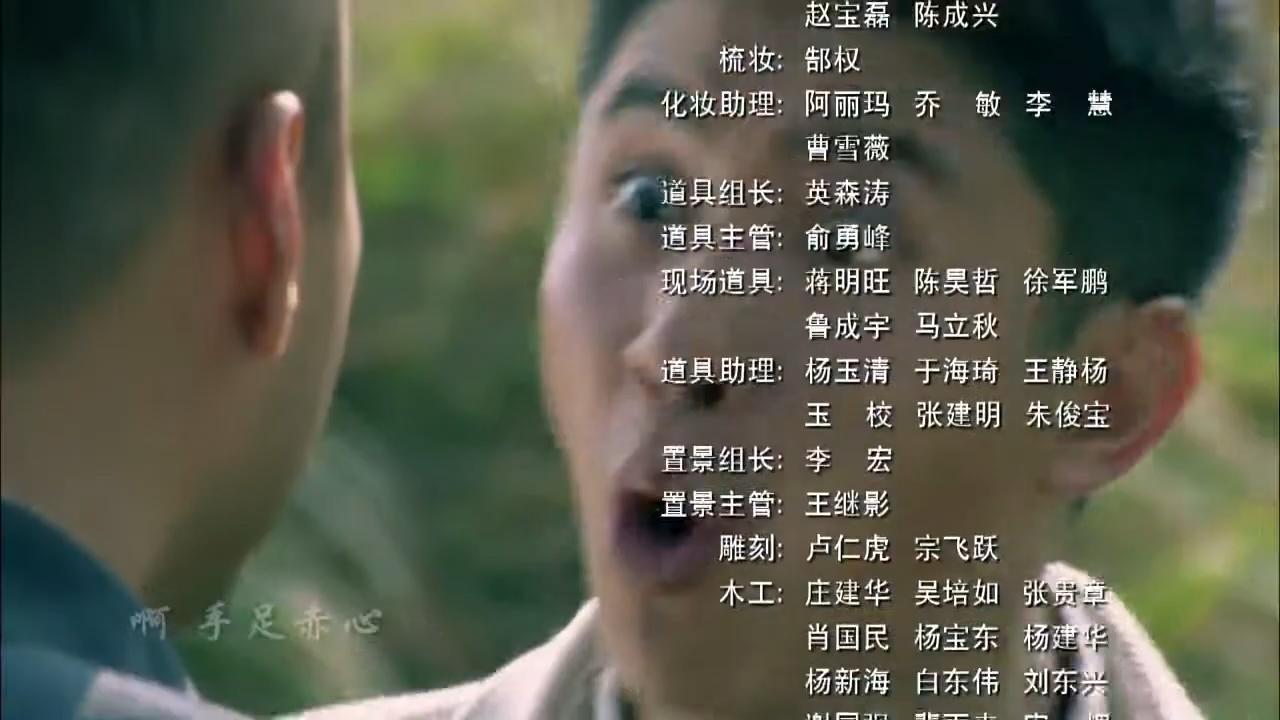 赵宝磊 陈成兴
梳妆: 郜权
化妆助理: 阿丽玛 乔 敏 李 慧
曹雪薇
道具组长: 英森涛
道具主管: 俞勇峰
现场道具: 蒋明旺 陈昊哲 徐军鹏
鲁成宇 马立秋
道具助理: 杨玉清 于海琦 王静杨
玉 校 张建明 朱俊宝
置景组长: 李 宏
置景主管: 王继影
雕刻: 卢仁虎 宗飞跃
木工: 庄建华 吴培如 张贵章
肖国民 杨宝东 杨建华
杨新海 白东伟 刘东兴
啊 手足赤心